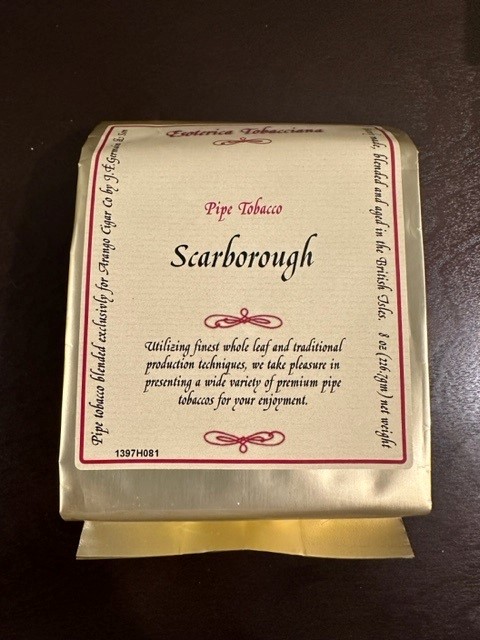 Esoterica Tobacciana
Pipe Tobacco
Scarborough
Utilizing finest whole leaf and traditional
production techniques, we take pleasure in
presenting a wide variety of premium pipe
tobaccos for your enjoyment.
1397H081
Pipe tobacco blended exclusivly for Arango Cigar Co by J.F.Germain & Son
made, blended and aged in the British Isles. 8 oz (226.7gm) net weight